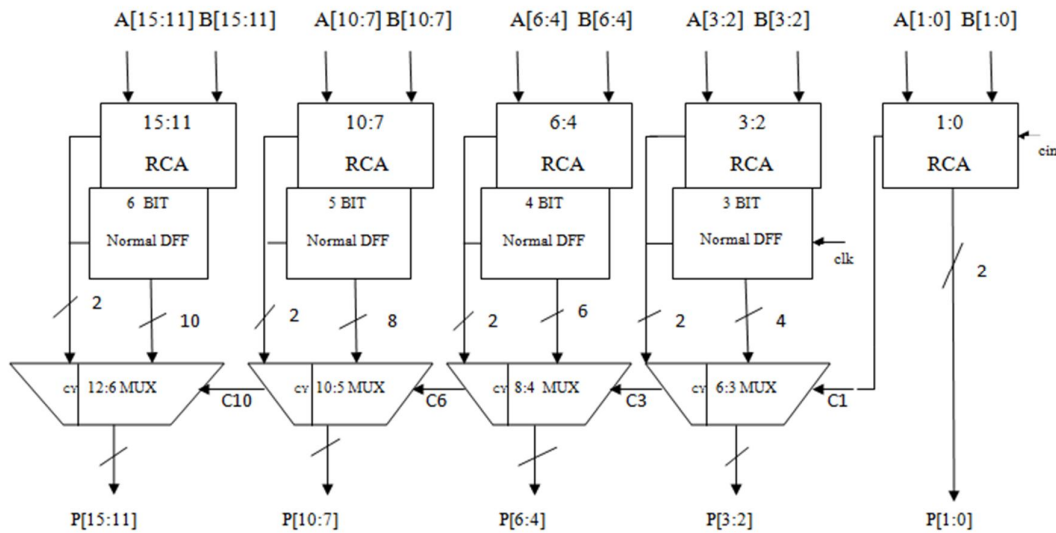 A[15:11] B[15:11] A[10:7] B[10:7] A[6:4] B[6:4] A[3:2] B[3:2] A[1:0] B[1:0]
15:11 10:7 6:4 3:2 1:0
RCA RCA RCA RCA RCA
cin
6 BIT 5 BIT 4 BIT 3 BIT
Normal DFF Normal DFF Normal DFF Normal DFF
clk
2 10 2 8 2 6 2 4 2
CY 12:6 MUX C10 CY 10:5 MUX C6 CY 8:4 MUX C3 CY 6:3 MUX C1
P[15:11] P[10:7] P[6:4] P[3:2] P[1:0]